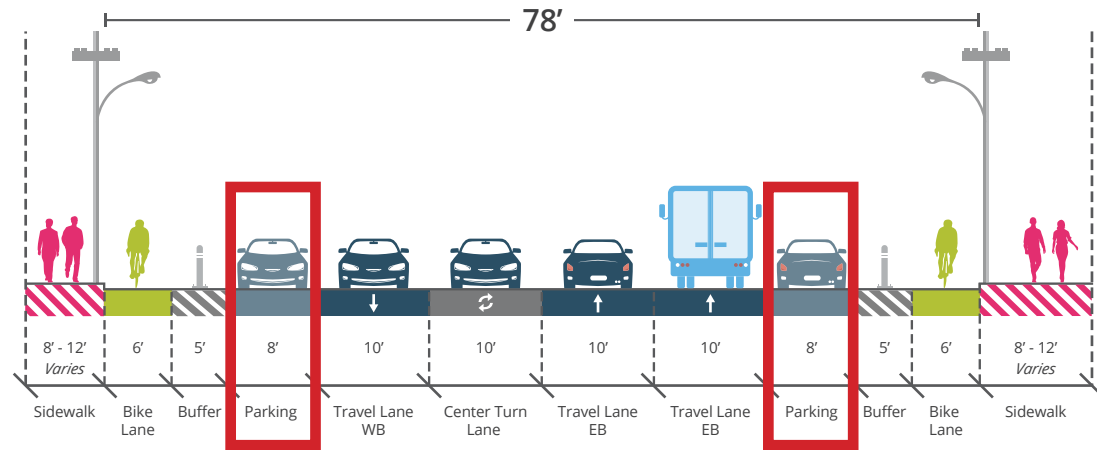 78’
8’ - 12’ 6’ 5’ 8’ 10’ 10’ 10’ 10’ 8’ 5’ 6’ 8’ - 12’
Varies Varies
Sidewalk Bike Buffer Parking Travel Lane Center Turn Travel Lane Travel Lane Parking Buffer Bike Sidewalk
Lane WB Lane EB EB Lane